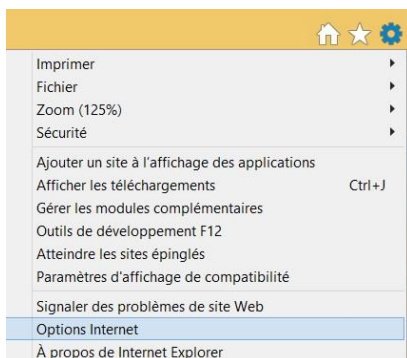 Imprimer
Fichier
Zoom (125%)
Sécurité
Ajouter un site à l'affichage des applications
Afficher les téléchargements Ctrl+J
Gérer les modules complémentaires
Outils de développement F12
Atteindre les sites épinglés
Paramètres d'affichage de compatibilité
Signaler des problèmes de site Web
Options Internet
À propos de Internet Explorer